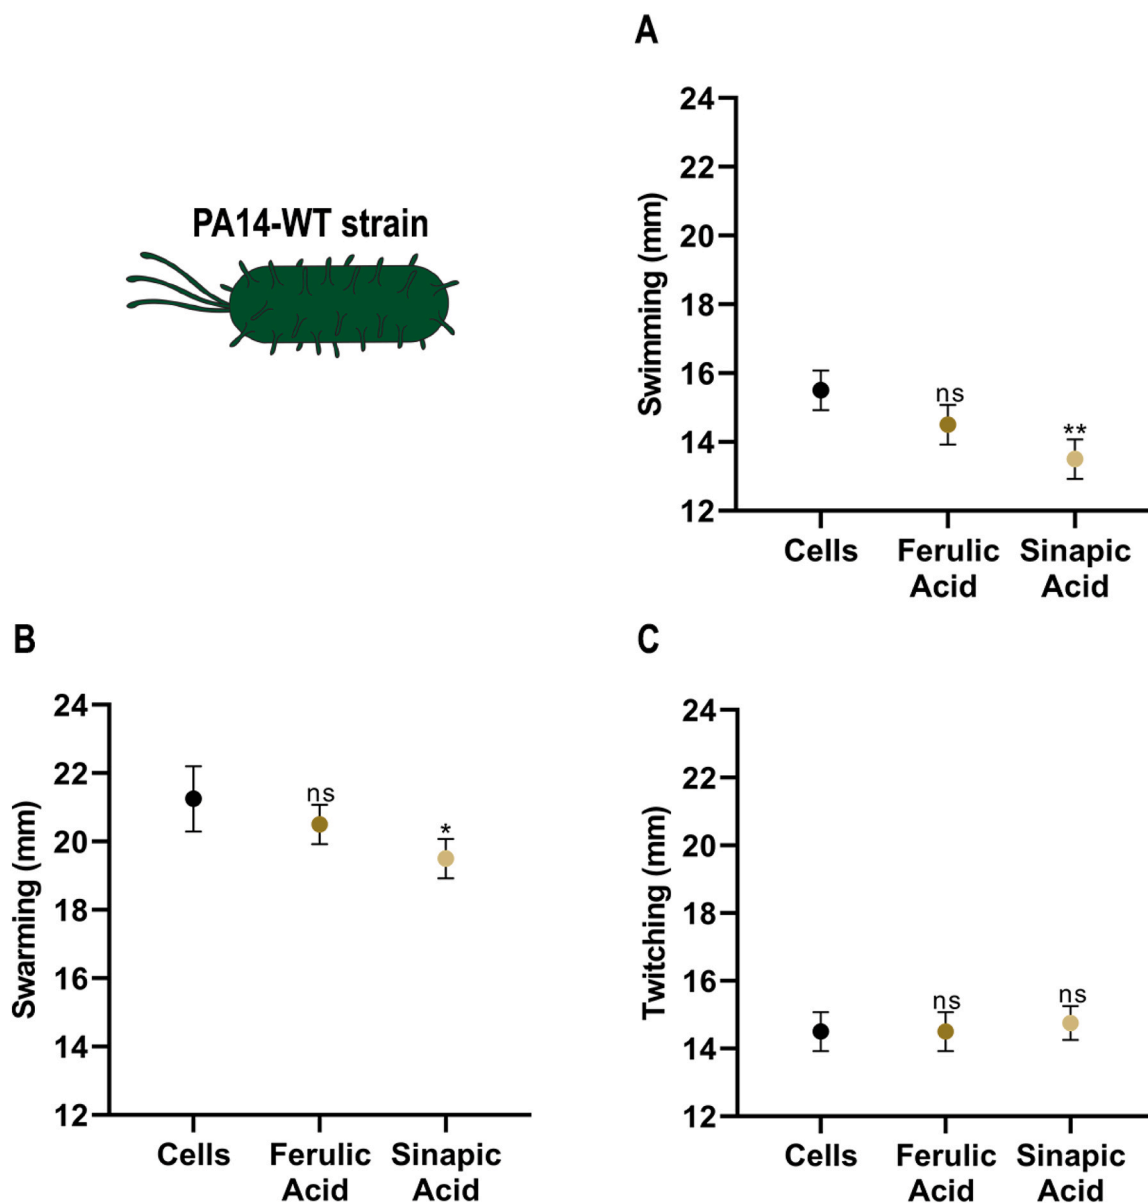 A
PA14-WT strain
24
22
20
18
16
14
12
Swimming (mm)
ns
**
Cells
Ferulic
Acid
Sinapic
Acid
B
24
22
20
18
16
14
12
Swarming (mm)
ns
*
Cells
Ferulic
Acid
Sinapic
Acid
C
24
22
20
18
16
14
12
Twitching (mm)
ns
ns
Cells
Ferulic
Acid
Sinapic
Acid